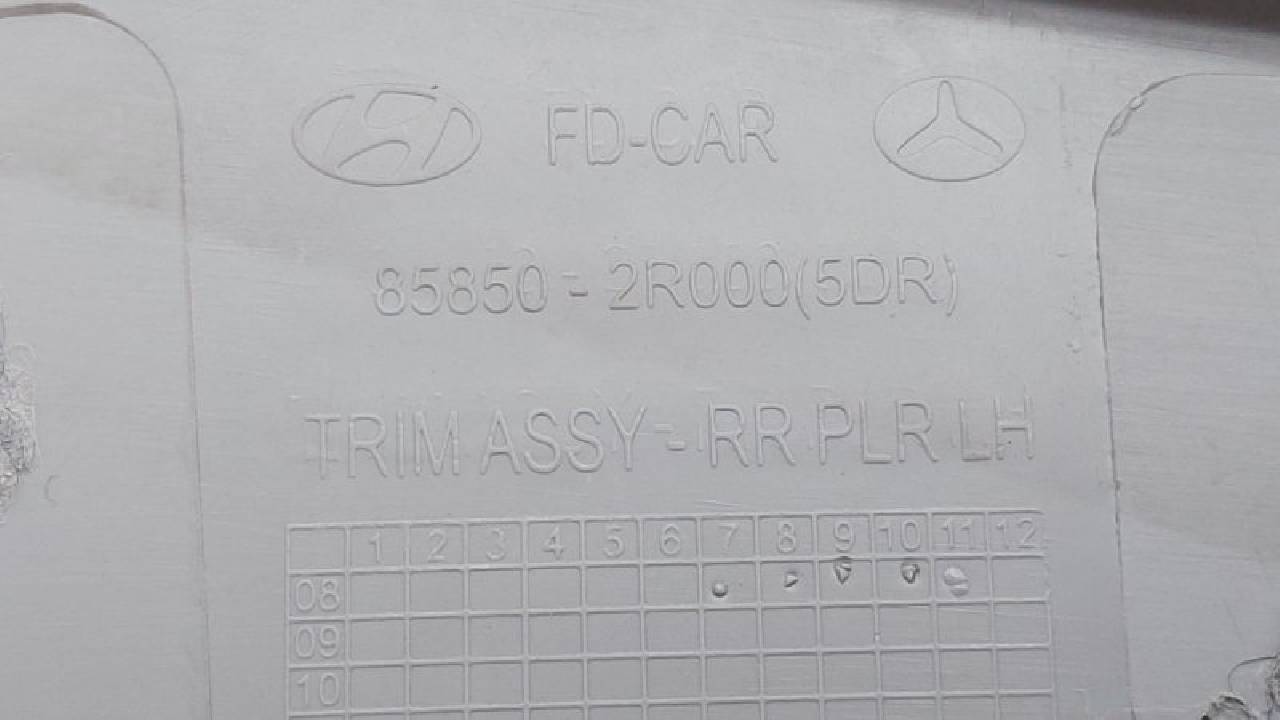 FD-CAR
85850 - 2R000(5DR)
TRIM ASSY - RR PLR LH
1 2 3 4 5 6 7 8 9 10 11 12
08
09
10